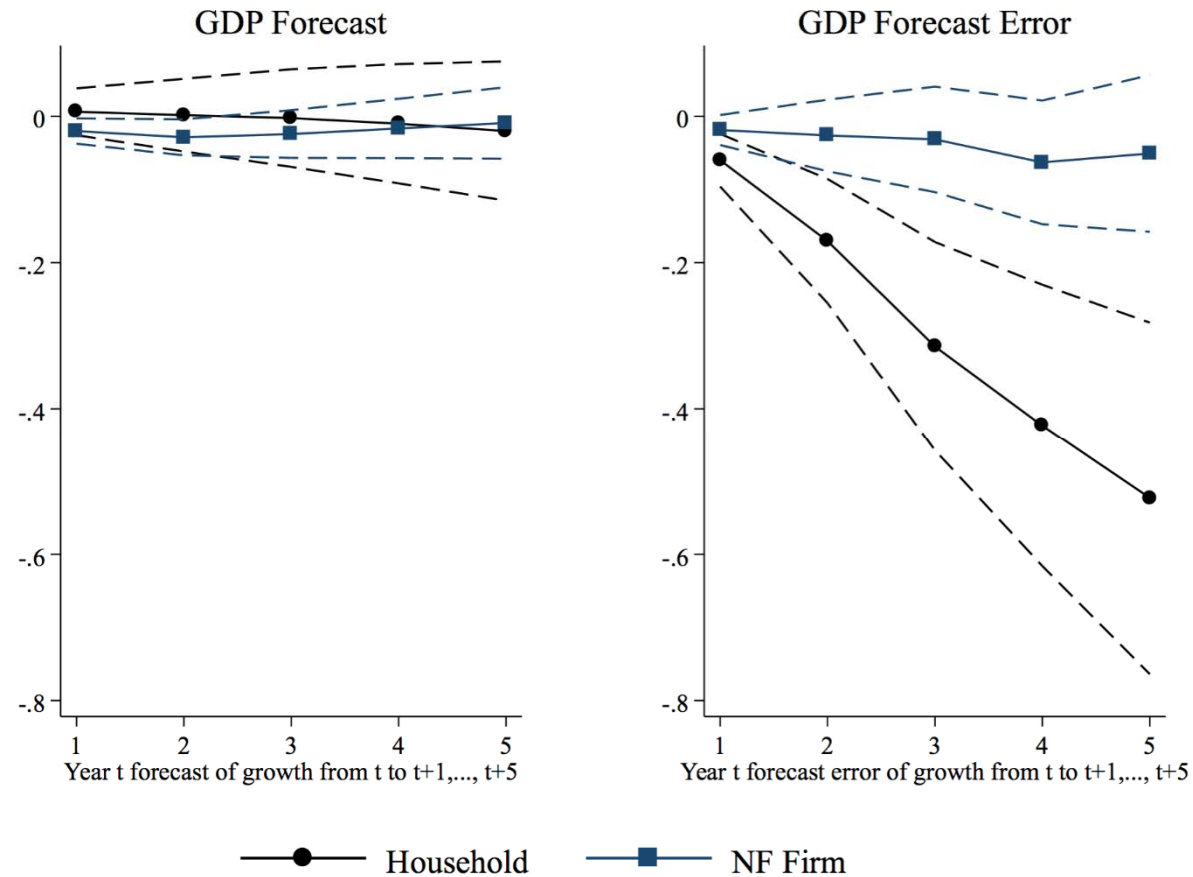 GDP Forecast
0
-.2
-.4
-.6
-.8
1 2 3 4 5
Year t forecast of growth from t to t+1,..., t+5
GDP Forecast Error
0
-.2
-.4
-.6
-.8
1 2 3 4 5
Year t forecast error of growth from t to t+1,..., t+5
Household NF Firm